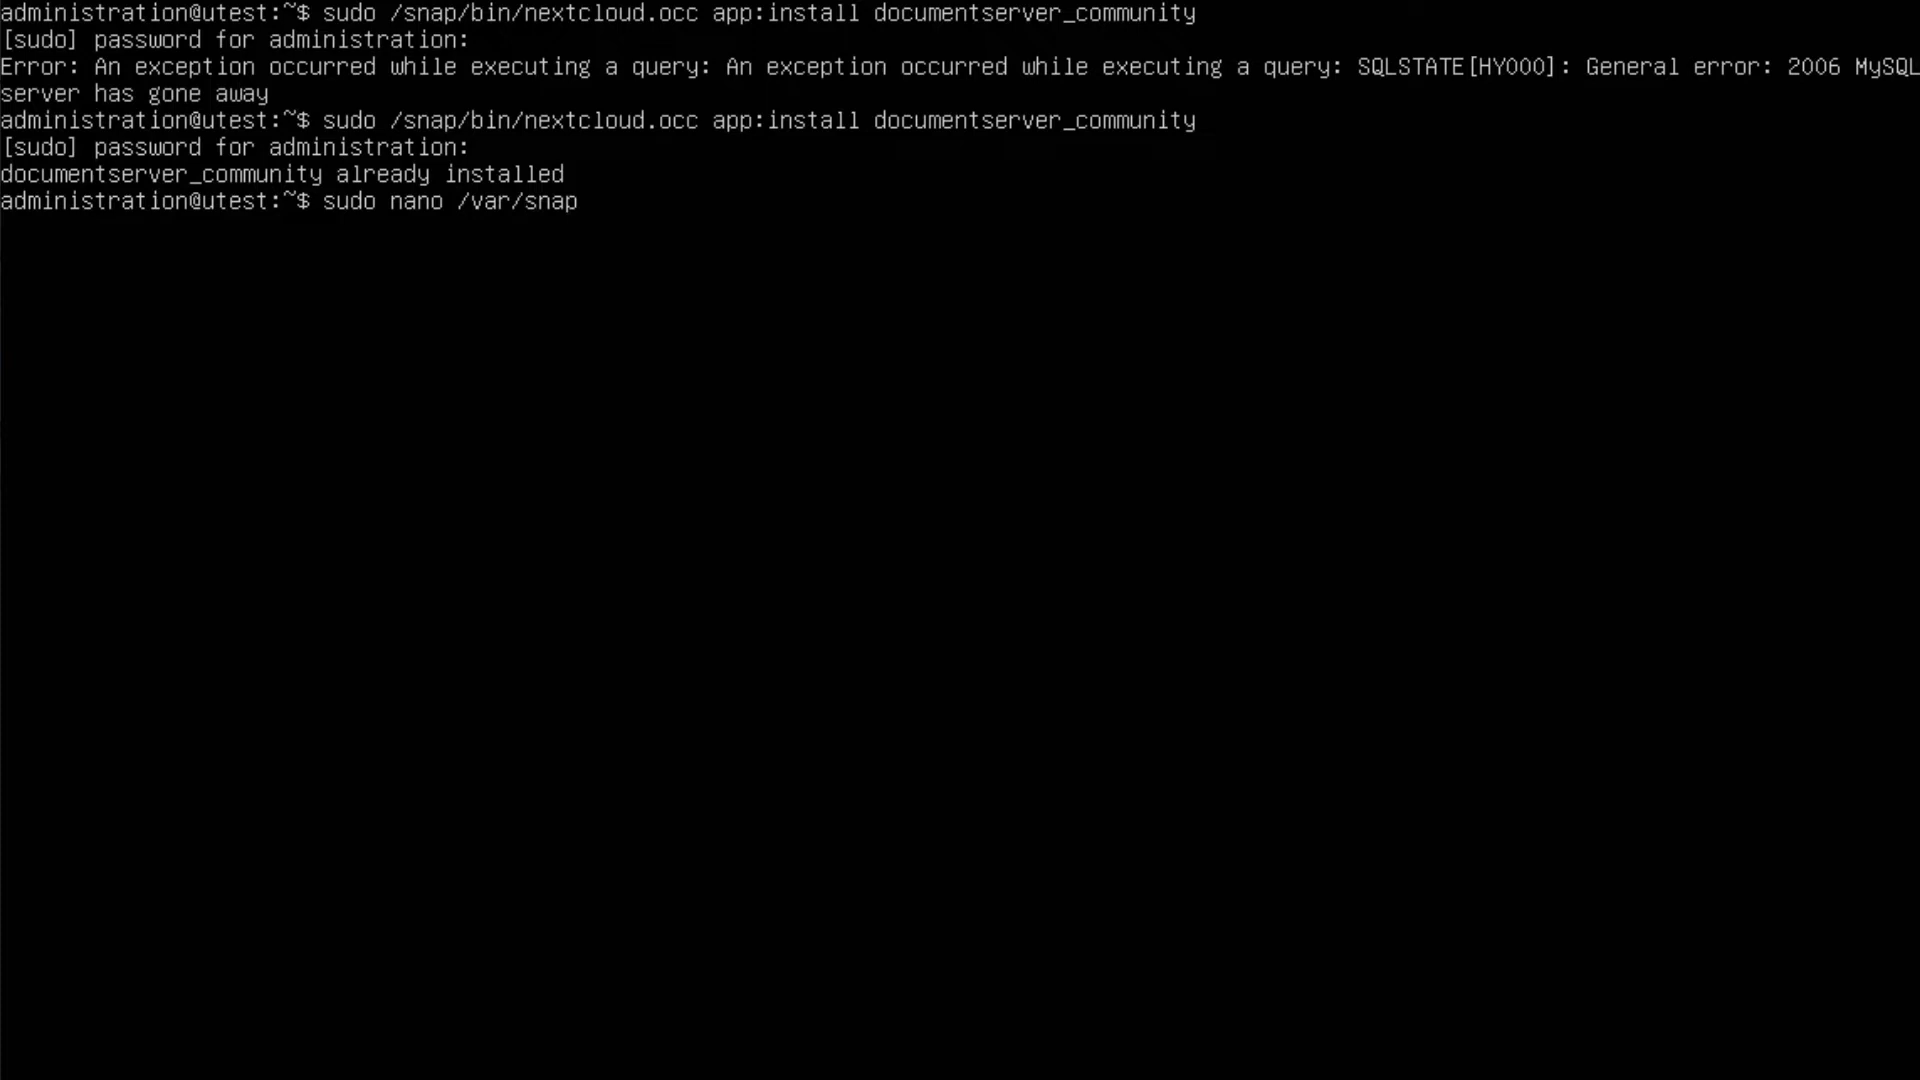 administration@utest:~$ sudo /snap/bin/nextcloud.occ app:install documentserver_community
[sudo] password for administration:
Error: An exception occurred while executing a query: An exception occurred while executing a query: SQLSTATE[HY000]: General error: 2006 MySQL
server has gone away
administration@utest:~$ sudo /snap/bin/nextcloud.occ app:install documentserver_community
[sudo] password for administration:
documentserver_community already installed
administration@utest:~$ sudo nano /var/snap